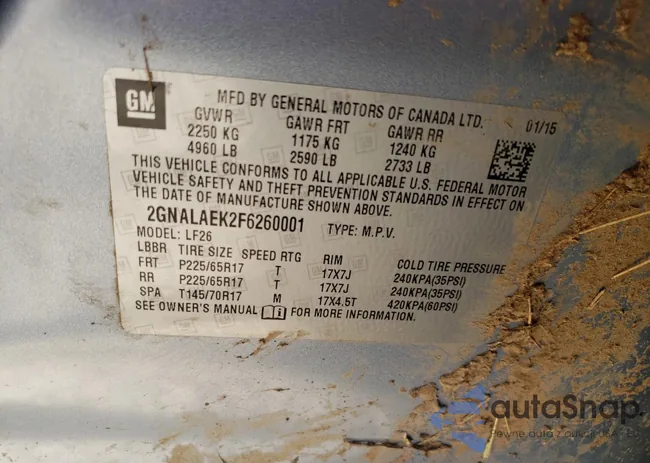 GM
MFD BY GENERAL MOTORS OF CANADA LTD.
01/15
GVWR GAWR FRT GAWR RR
2250 KG 1175 KG 1240 KG
4960 LB 2590 LB 2733 LB
THIS VEHICLE CONFORMS TO ALL APPLICABLE U.S. FEDERAL MOTOR
VEHICLE SAFETY AND THEFT PREVENTION STANDARDS IN EFFECT ON
THE DATE OF MANUFACTURE SHOWN ABOVE.
2GNALAEK2F6260001 TYPE: M.P.V.
MODEL: LF26
LBBR TIRE SIZE SPEED RTG RIM COLD TIRE PRESSURE
FRT P225/65R17 T 17X7J 240KPA(35PSI)
RR P225/65R17 T 17X7J 240KPA(35PSI)
SPA T145/70R17 M 17X4.5T 420KPA(60PSI)
SEE OWNER'S MANUAL FOR MORE INFORMATION.
autaShap
Pewne auta z aukcji